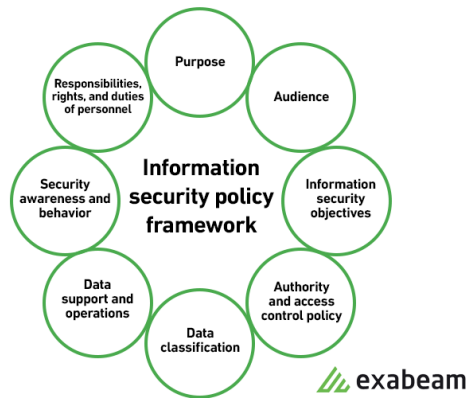 Purpose
Audience
Information
security
objectives
Authority
and access
control policy
Data
classification
Data
support and
operations
Security
awareness and
behavior
Responsibilities,
rights, and duties
of personnel
Information
security policy
framework
exabeam